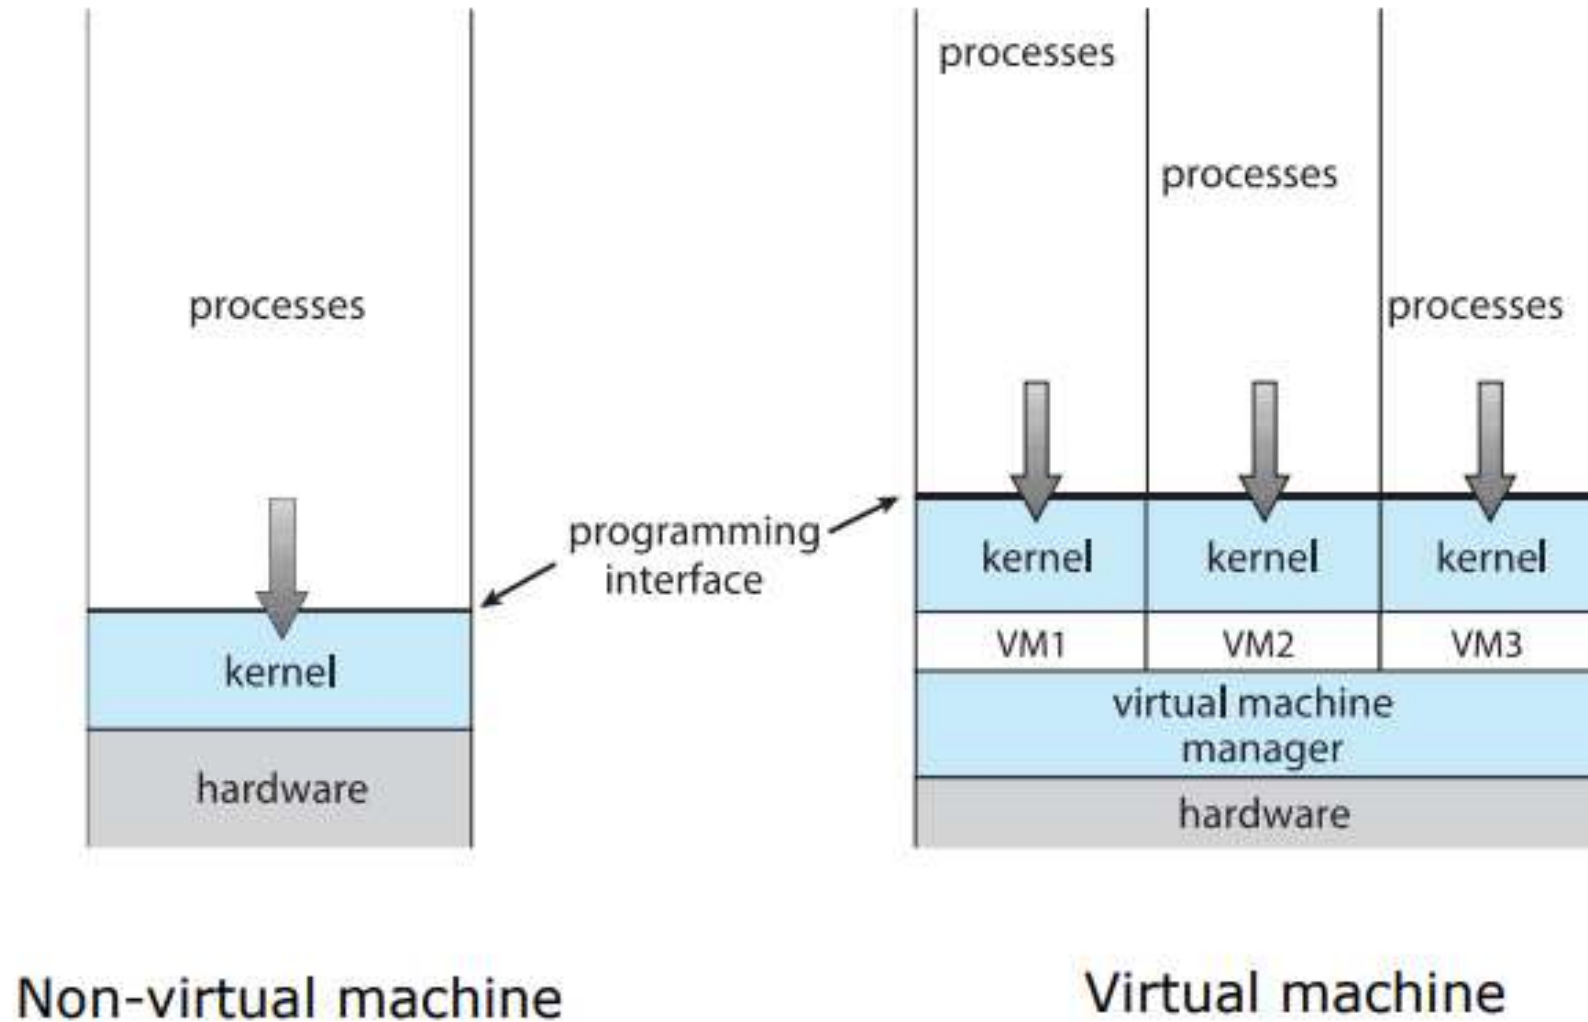 processes
kernel
hardware
programming
interface
processes
processes
processes
kernel
kernel
kernel
VM1
VM2
VM3
virtual machine
manager
hardware
Non-virtual machine
Virtual machine